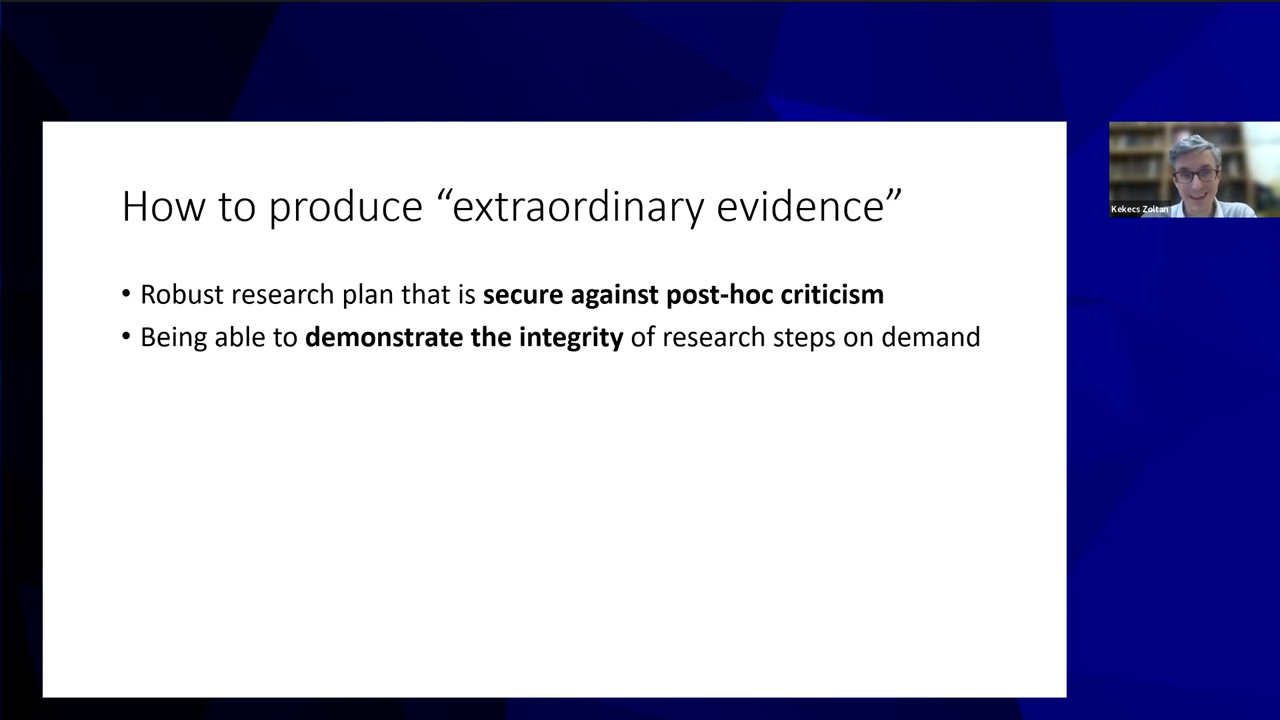 How to produce “extraordinary evidence”
• Robust research plan that is secure against post-hoc criticism
• Being able to demonstrate the integrity of research steps on demand
Kekecs Zoltan